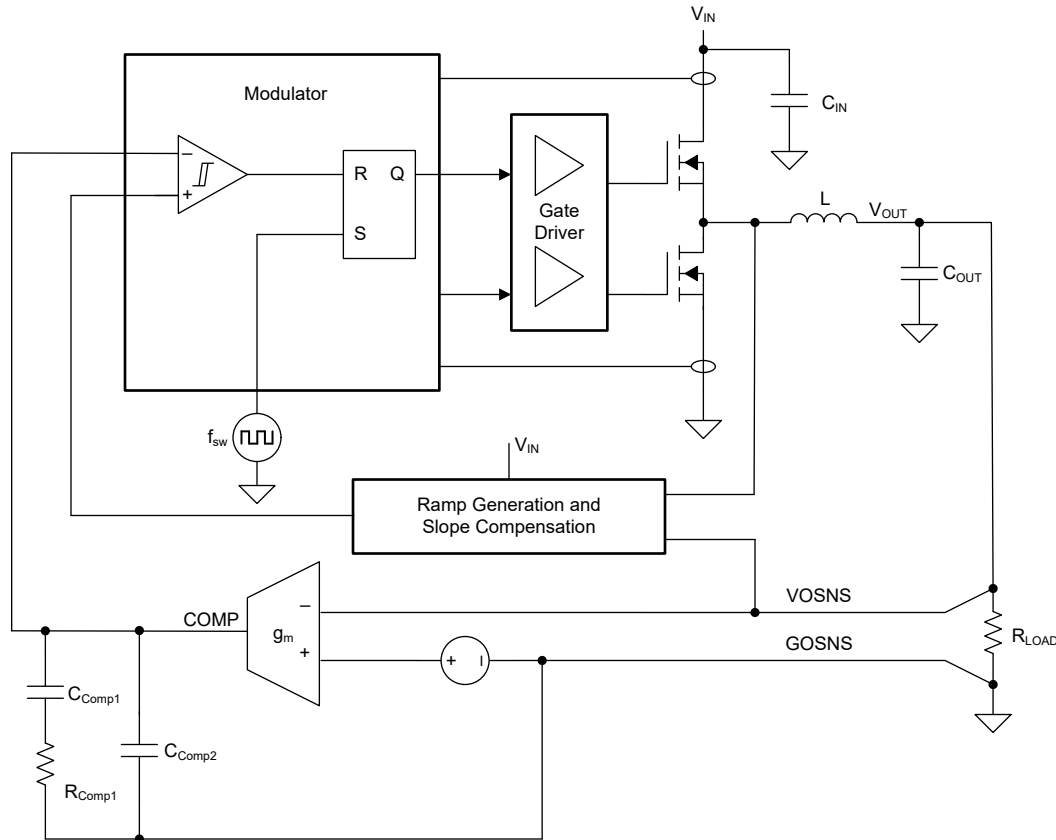 V_IN
Modulator
C_IN
−
+
R Q
S
Gate
Driver
L
V_OUT
C_OUT
f_sw
V_IN
Ramp Generation and
Slope Compensation
COMP
g_m
−
+
VOSNS
+ −
GOSNS
R_LOAD
C_Comp1
C_Comp2
R_Comp1